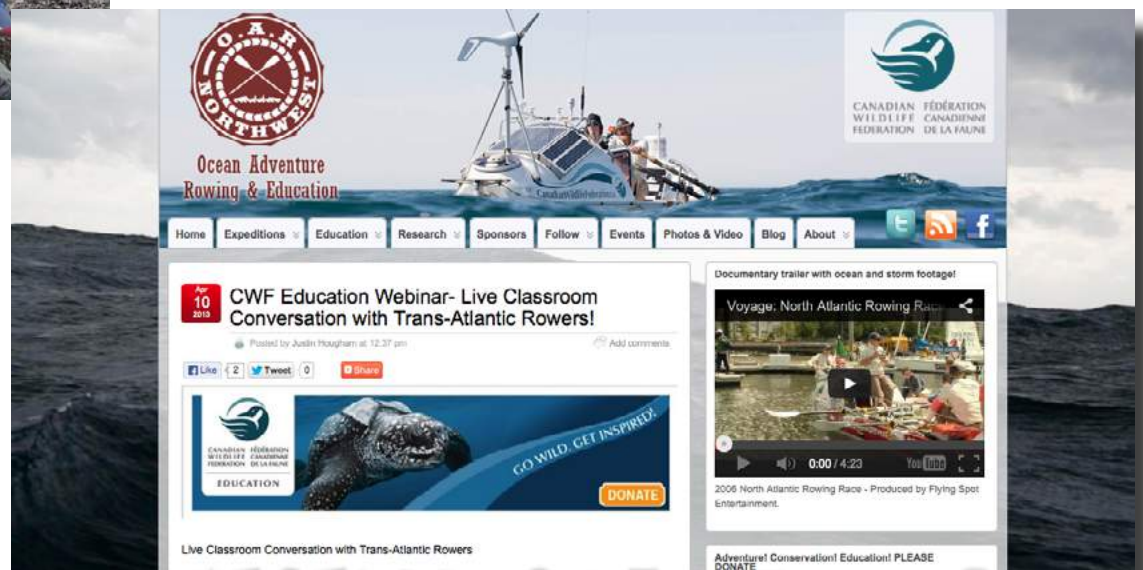 O.A.R.
NORTHWEST
Ocean Adventure
Rowing & Education
CANADIAN FÉDÉRATION
WILDLIFE CANADIENNE
FEDERATION DE LA FAUNE
CanadianWildlifeFederation
Home Expeditions Education Research Sponsors Follow Events Photos & Video Blog About
Apr
10
2013
CWF Education Webinar- Live Classroom
Conversation with Trans-Atlantic Rowers!
Posted by Justin Hougham at 12:37 pm
Add comments
Like 2 Tweet 0 Share
CANADIAN FÉDÉRATION
WILDLIFE CANADIENNE
FEDERATION DE LA FAUNE
EDUCATION
GO WILD. GET INSPIRED!
DONATE
Live Classroom Conversation with Trans-Atlantic Rowers
Documentary trailer with ocean and storm footage!
Voyage: North Atlantic Rowing Race
0:00 / 4:23 YouTube
2006 North Atlantic Rowing Race - Produced by Flying Spot
Entertainment.
Adventure! Conservation! Education! PLEASE
DONATE